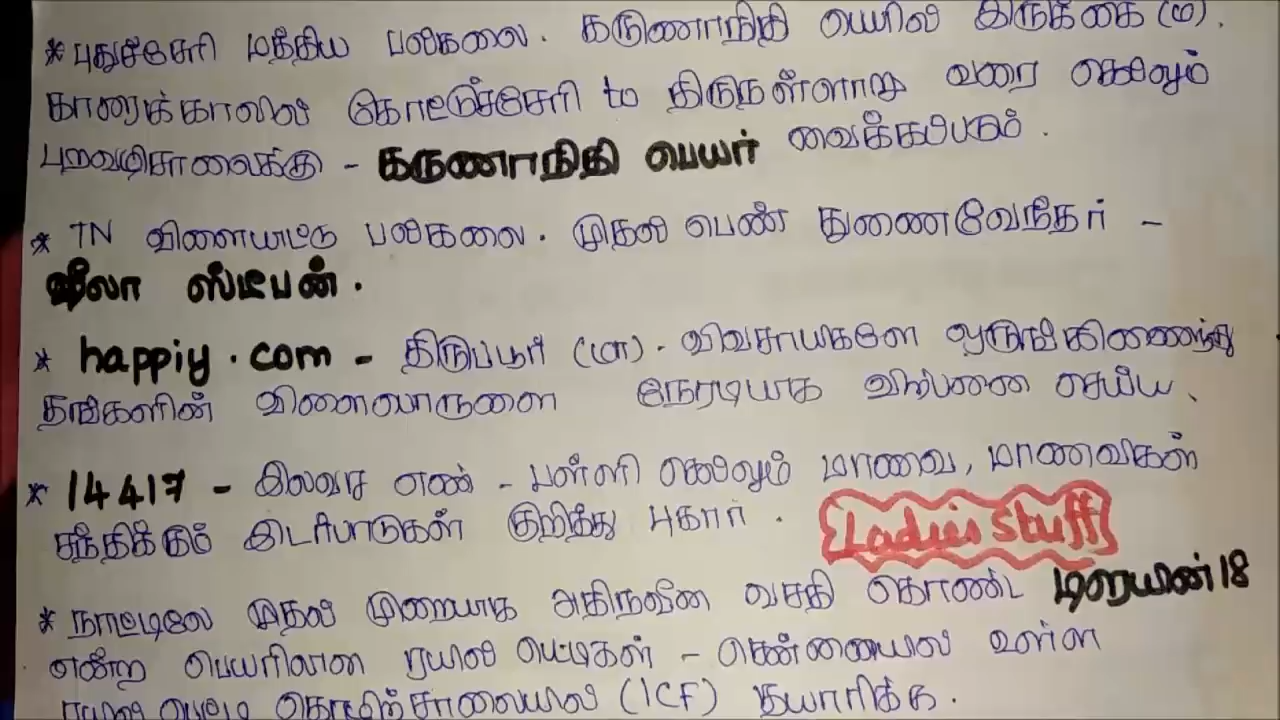 * புதுச்சேரி மத்திய பல்கலை. கருணாநிதி பெயரில் இருக்கை (ம).
காரைக்காலில் கொட்டுச்சேரி to திருநள்ளாறு வரை செல்லும்
புறவழிசாலைக்கு - கருணாநிதி பெயர் வைக்கப்படும்.
* TN விளையாட்டு பல்கலை. முதல் பெண் துணைவேந்தர் -
ஷீலா ஸ்டீபன்.
* happiy.com - திருப்பூர் (மா). விவசாயிகளே ஒருங்கிணைந்து
தங்களின் விளைபொருளை நேரடியாக விற்பனை செய்ய.
* 14417 - இலவச எண் - பள்ளி செல்லும் மாணவ, மாணவிகள்
சந்திக்கும் இடர்பாடுகள் குறித்து புகார்.
Ladies Stuff
* நாட்டிலே முதல் முறையாக அதிநவீன வசதி கொண்ட டிரையன்18
என்ற பெயரிலான ரயில் பெட்டிகள் - சென்னையில் உள்ள
ரயில் பெட்டி தொழிற்சாலையில் (ICF) தயாரிக்க.